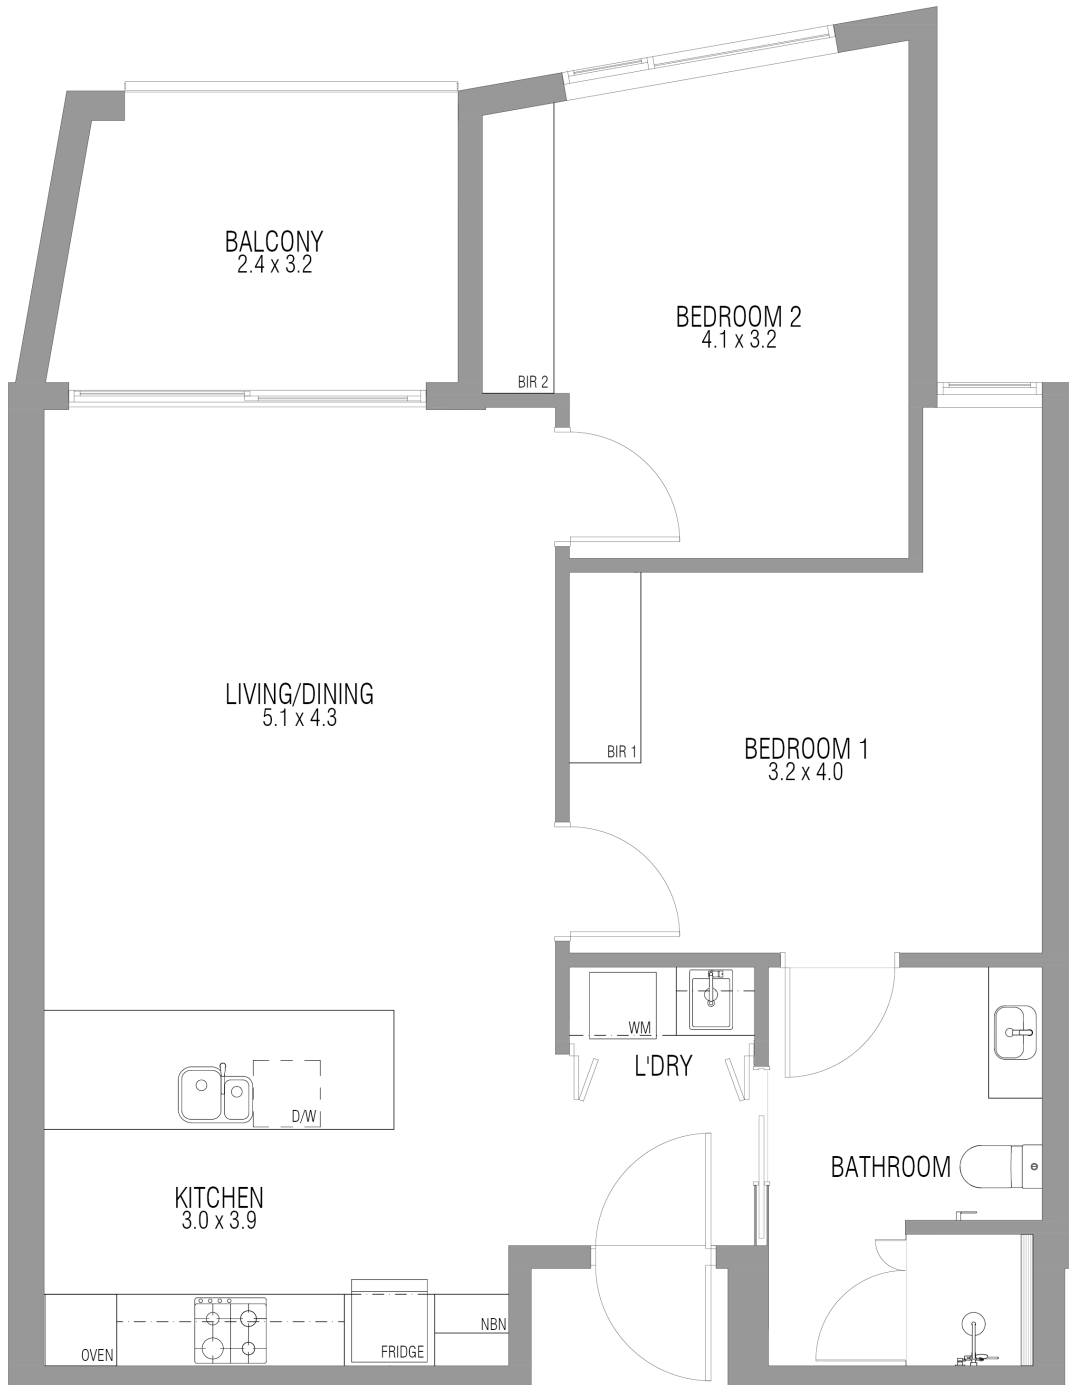 BALCONY
2.4 x 3.2
BEDROOM 2
4.1 x 3.2
BIR 2
LIVING/DINING
5.1 x 4.3
BIR 1
BEDROOM 1
3.2 x 4.0
WM
L'DRY
D/W
BATHROOM
KITCHEN
3.0 x 3.9
NBN
OVEN
FRIDGE